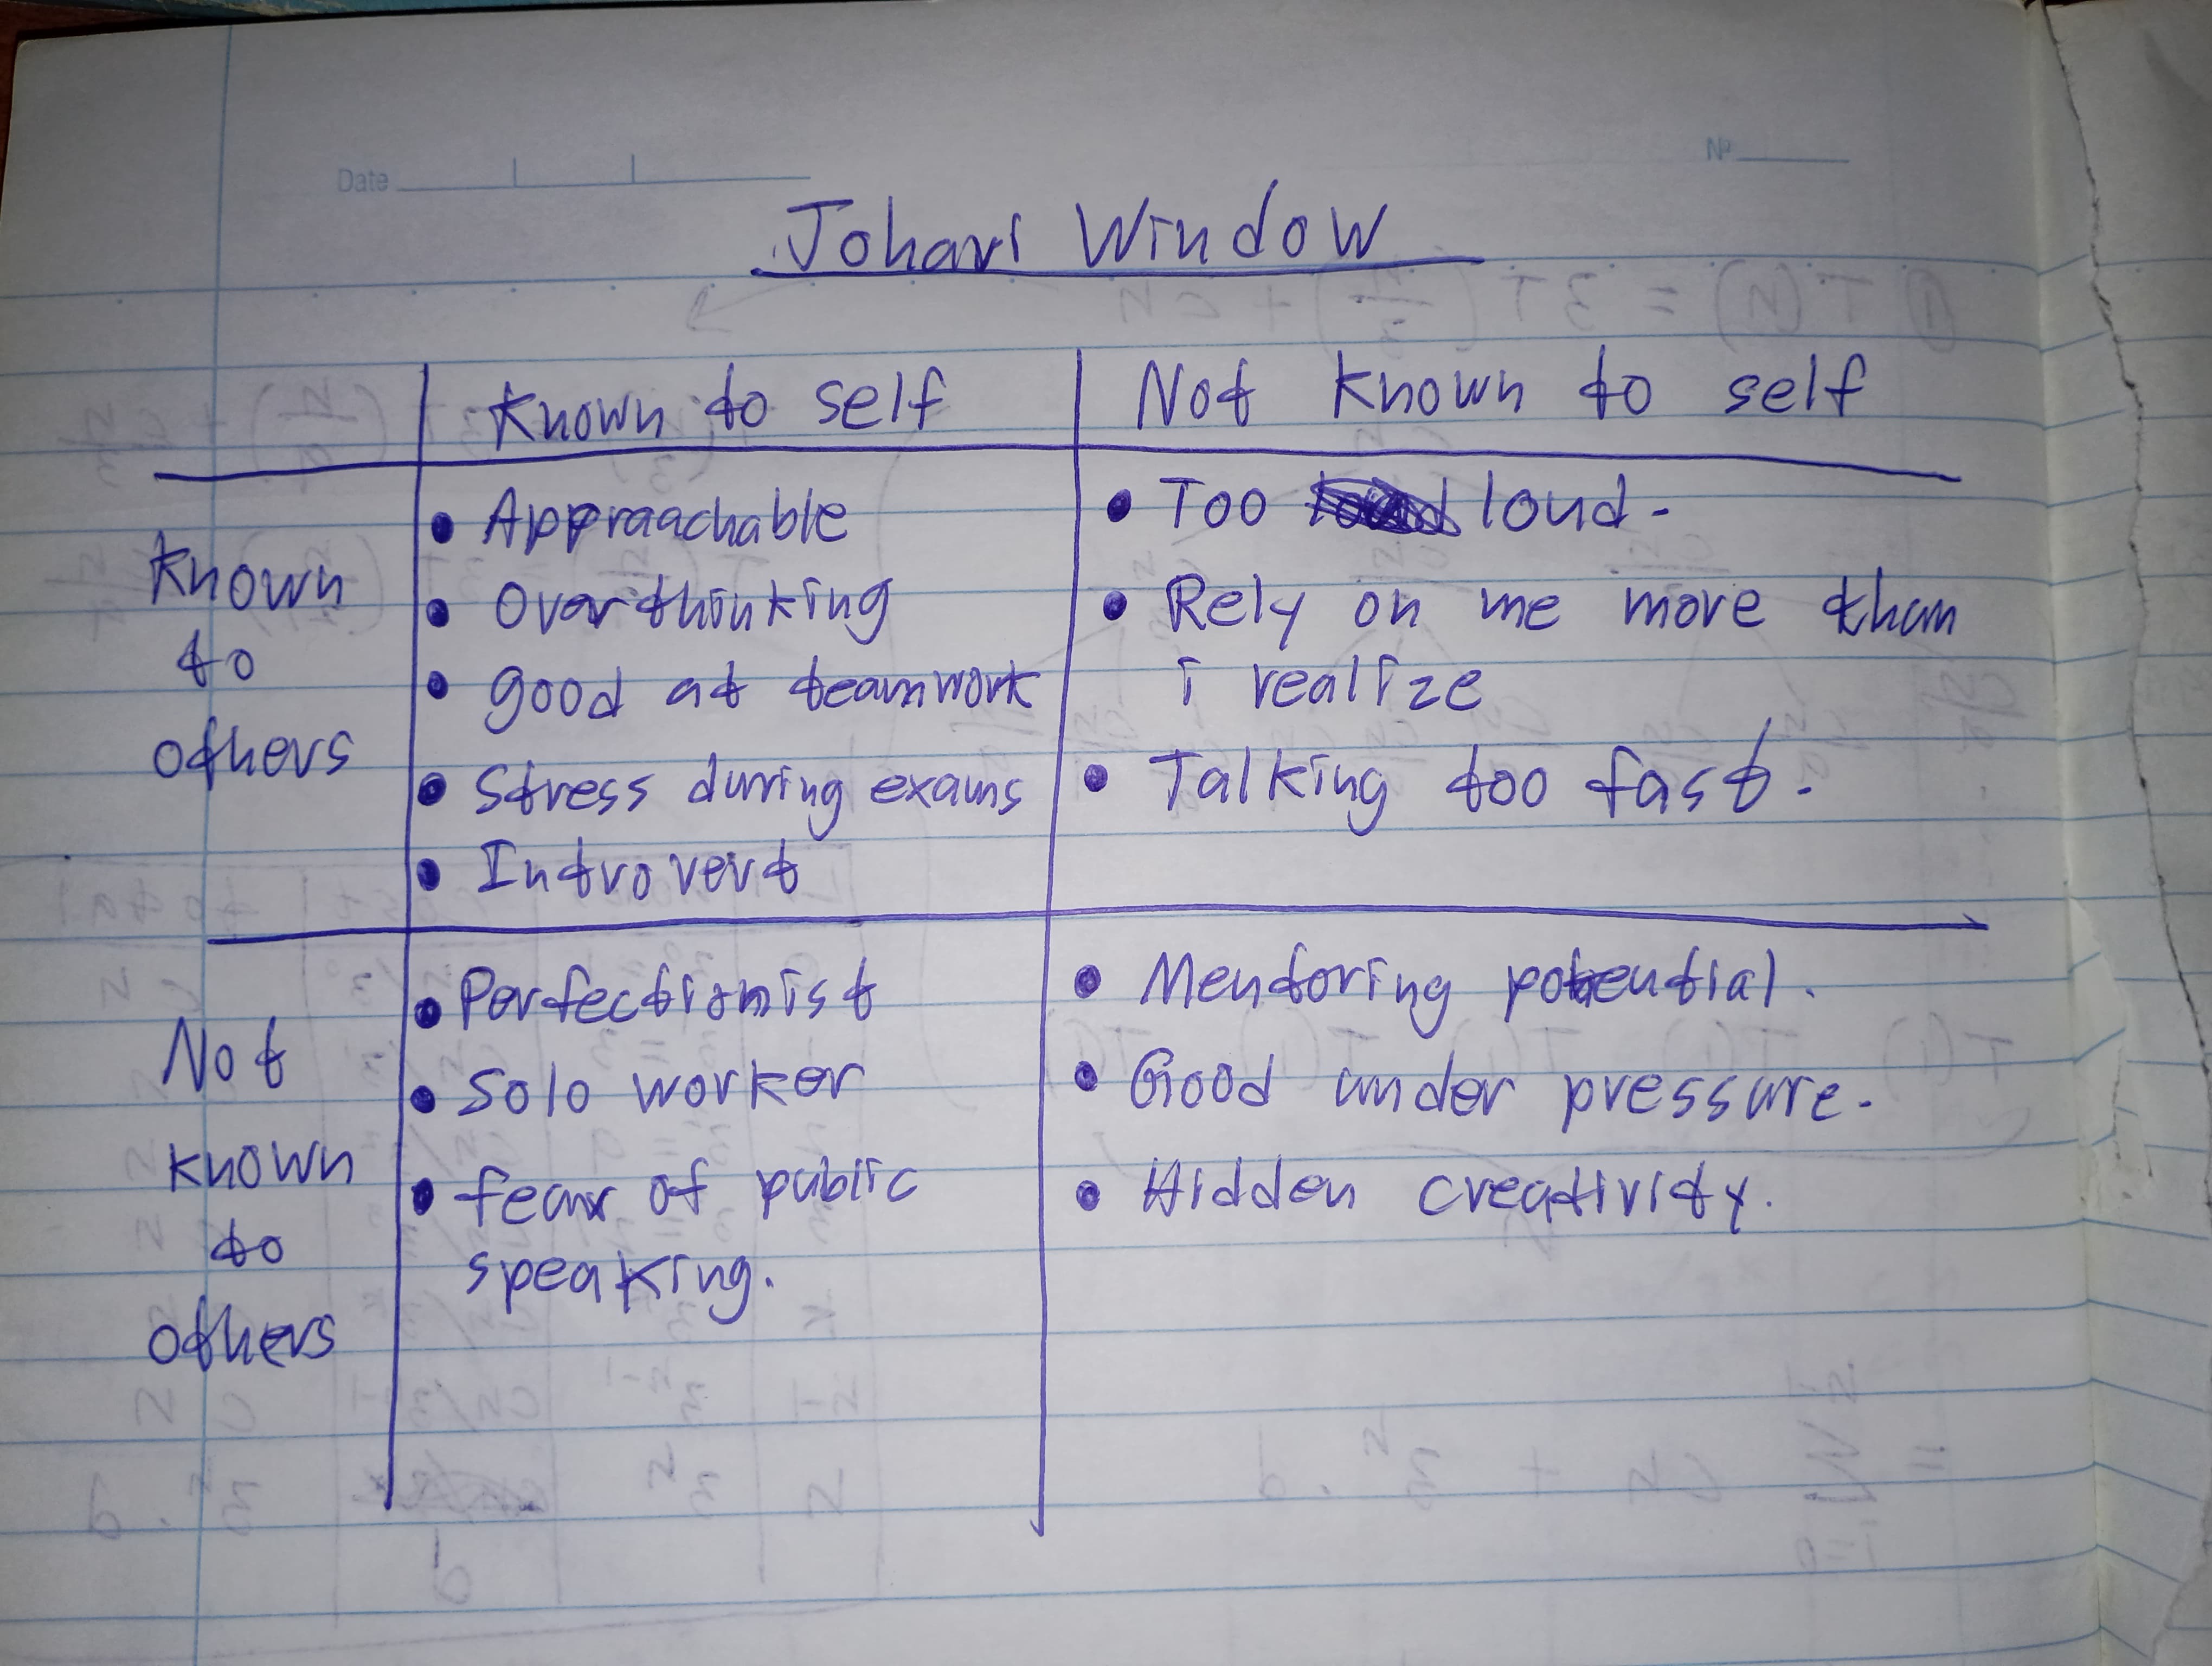 Date
Nº
Johari Window
Known to self
Not known to self
Known
to
others
• Appraachable
• Overthinking
• good at teamwork
• Stress during exams
• Introvert
• Too loud.
• Rely on me more than
i realize
• Talking too fast.
Not
known
to
others
• Perfectionist
• Solo worker
• fear of public
speaking.
• Mentoring potential.
• Good under pressure.
• Hidden creativity.